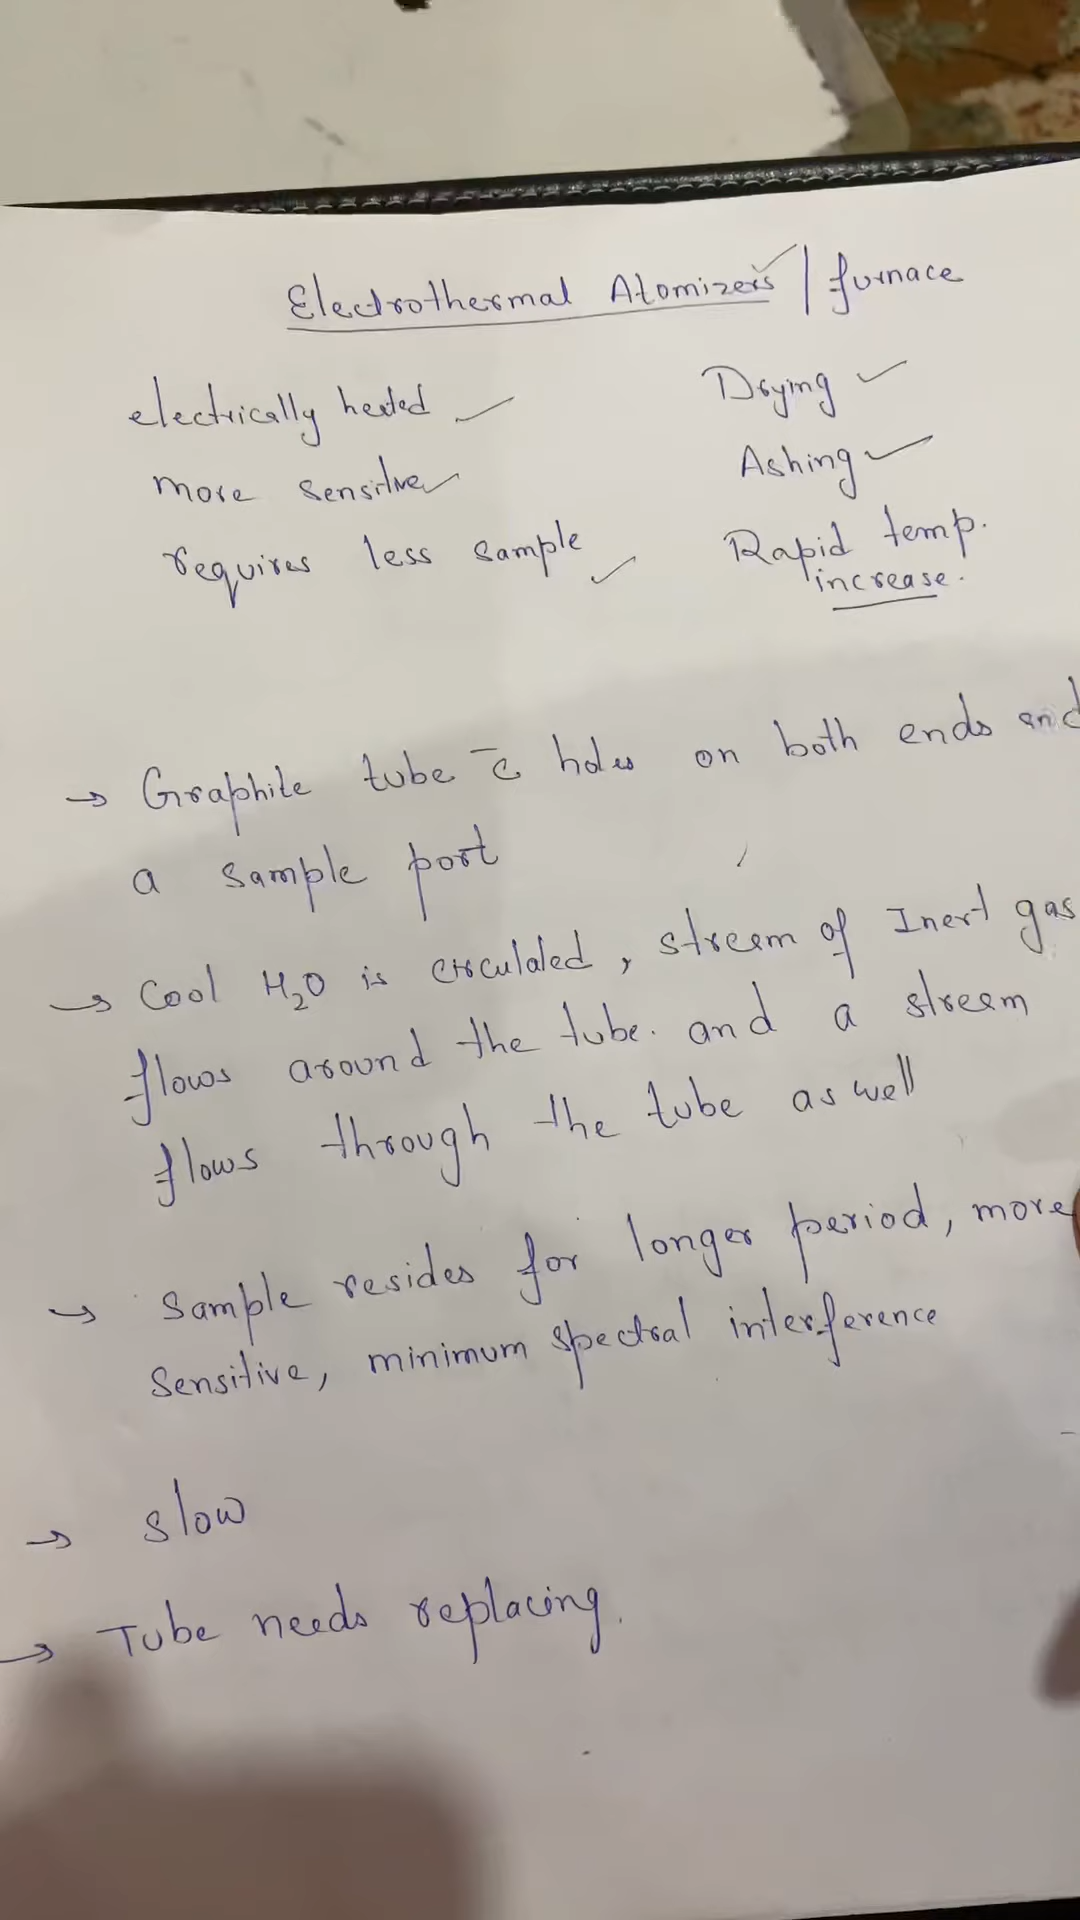 Electrothermal Atomizers / furnace
electrically heated ✓
Drying ✓
more sensitive ✓
Ashing ✓
requires less sample ✓
Rapid temp.
increase.
→ Graphite tube c̄ holes on both ends and
a sample port
→ Cool H₂O is circulated, stream of Inert gas
flows around the tube. and a stream
flows through the tube as well
→ Sample resides for longer period, more
sensitive, minimum spectral interference
→ slow
→ Tube needs replacing.